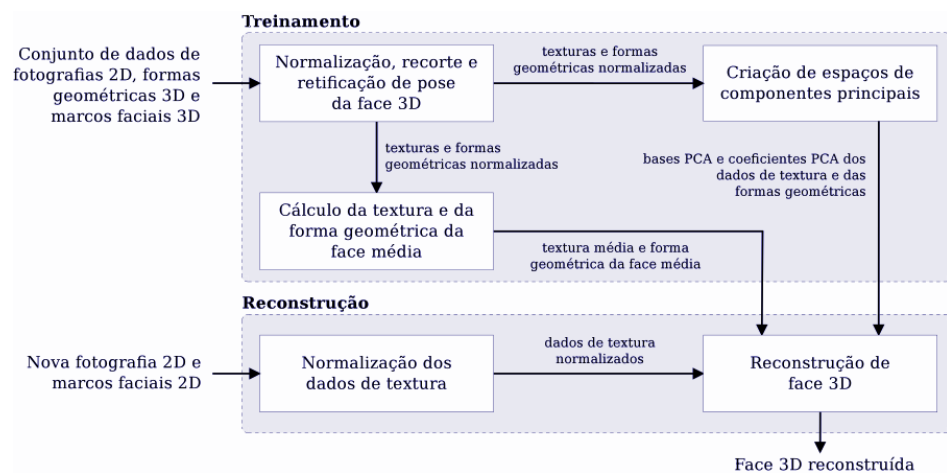 Treinamento
Conjunto de dados de
fotografias 2D, formas
geométricas 3D e
marcos faciais 3D
Normalização, recorte e
retificação de pose
da face 3D
texturas e formas
geométricas normalizadas
Criação de espaços de
componentes principais
texturas e formas
geométricas normalizadas
bases PCA e coeficientes PCA dos
dados de textura e das
formas geométricas
Cálculo da textura e da
forma geométrica da
face média
textura média e forma
geométrica da face média
Reconstrução
Nova fotografia 2D e
marcos faciais 2D
Normalização dos
dados de textura
dados de textura
normalizados
Reconstrução de
face 3D
Face 3D reconstruída